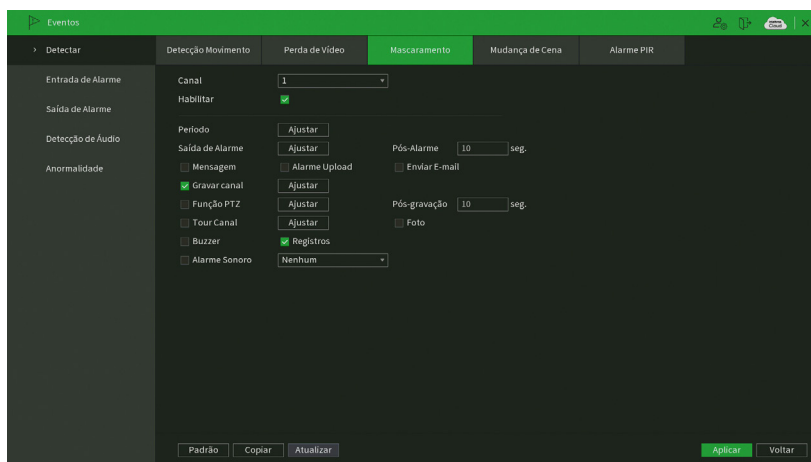 Eventos
Detectar
Entrada de Alarme
Saída de Alarme
Detecção de Áudio
Anormalidade
Detecção Movimento Perda de Vídeo Mascaramento Mudança de Cena Alarme PIR
Canal 1
Habilitar
Período Ajustar
Saída de Alarme Ajustar Pós-Alarme 10 seg.
Mensagem Alarme Upload Enviar E-mail
Gravar canal Ajustar
Função PTZ Ajustar Pós-gravação 10 seg.
Tour Canal Ajustar Foto
Buzzer Registros
Alarme Sonoro Nenhum
Padrão Copiar Atualizar Aplicar Voltar